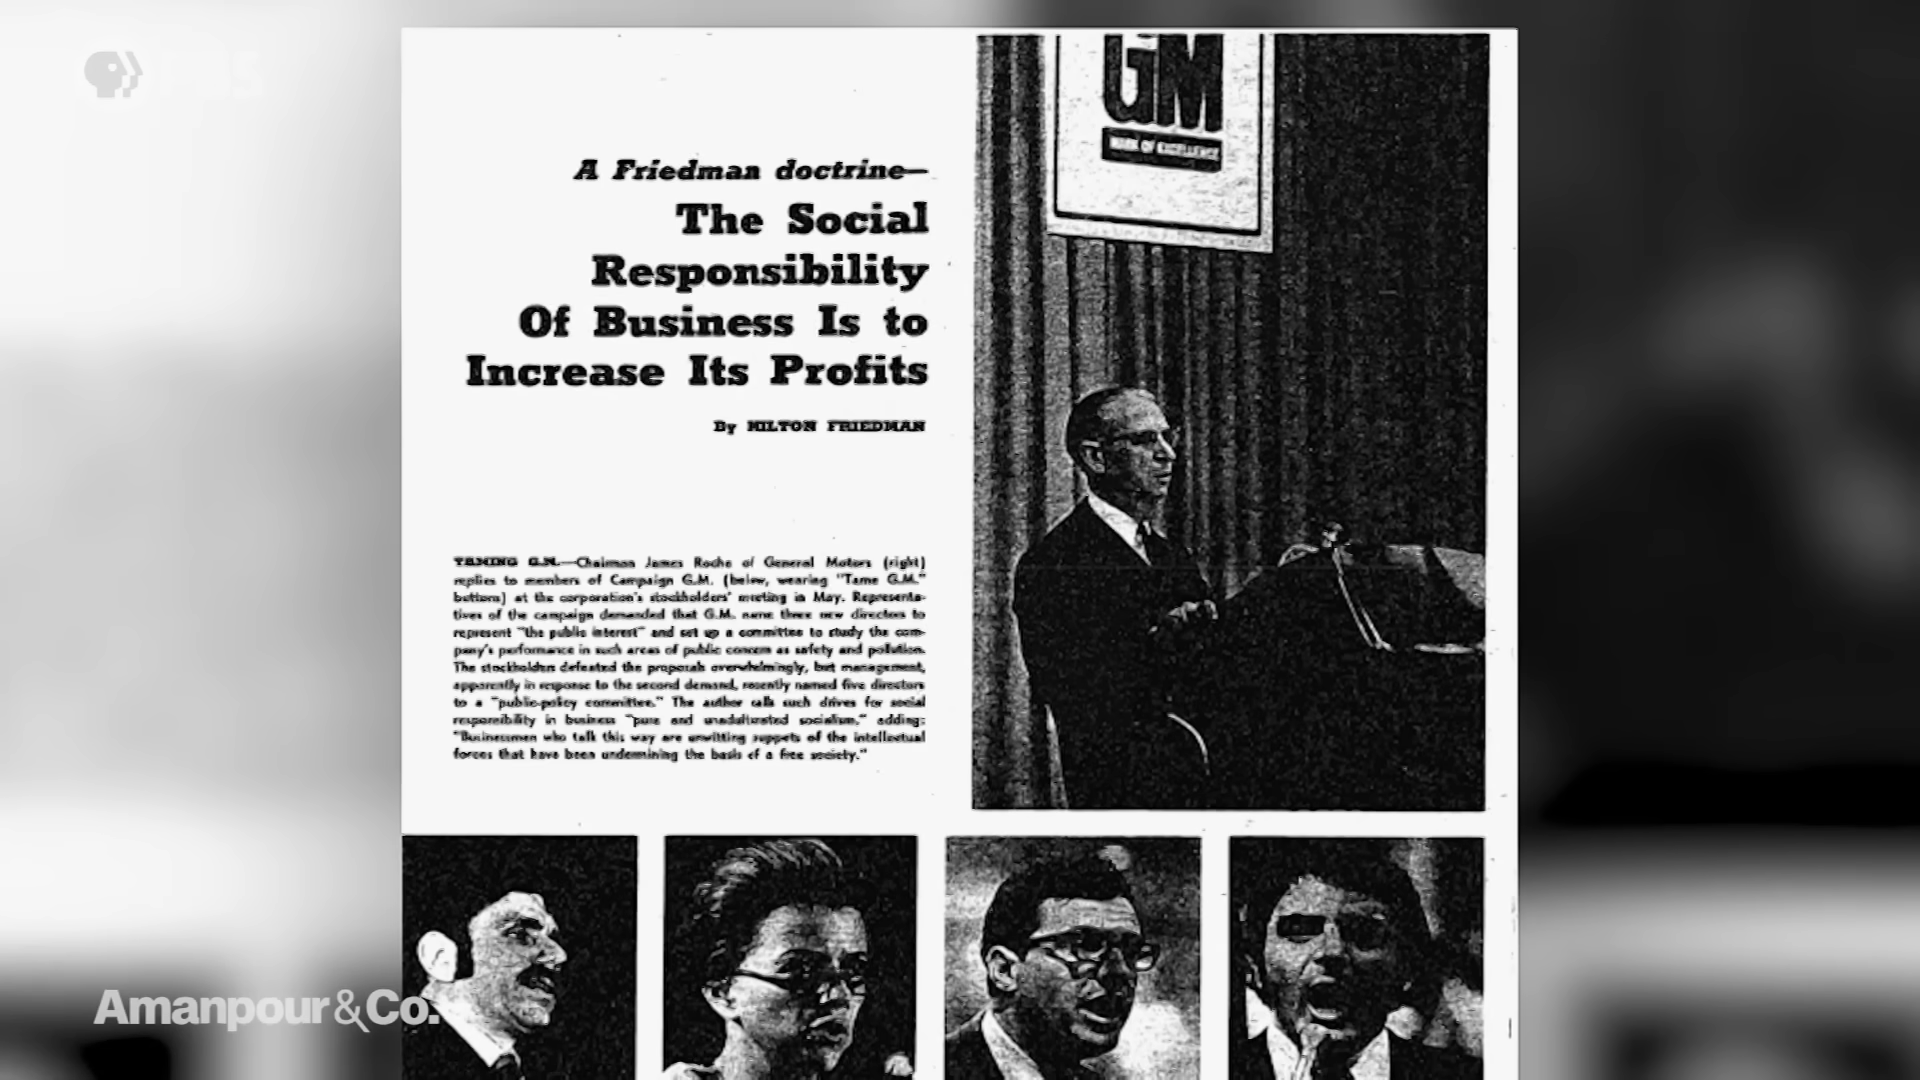 PBS
GM
MARK OF EXCELLENCE
A Friedman doctrine—
The Social
Responsibility
Of Business Is to
Increase Its Profits
By MILTON FRIEDMAN
TAMING G.M.—Chairman James Roche of General Motors (right)
replies to members of Campaign G.M. (below, wearing "Tame G.M."
buttons) at the corporation's stockholders' meeting in May. Representa-
tives of the campaign demanded that G.M. name three new directors to
represent "the public interest" and set up a committee to study the com-
pany's performance in such areas of public concern as safety and pollution.
The stockholders defeated the proposals overwhelmingly, but management,
apparently in response to the second demand, recently named five directors
to a "public-policy committee." The author calls such drives for social
responsibility in business "pure and unadulterated socialism," adding:
"Businessmen who talk this way are unwitting puppets of the intellectual
forces that have been undermining the basis of a free society."
Amanpour&Co.